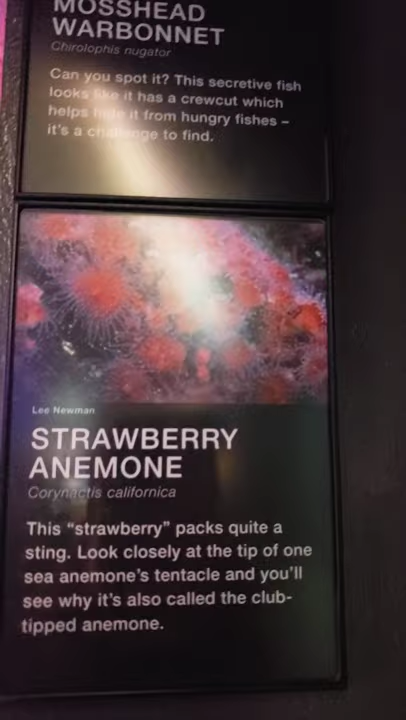 MOSSHEAD
WARBONNET
Chirolophis nugator
Can you spot it? This secretive fish
looks like it has a crewcut which
helps hide it from hungry fishes –
it's a challenge to find.
Lee Newman
STRAWBERRY
ANEMONE
Corynactis californica
This “strawberry” packs quite a
sting. Look closely at the tip of one
sea anemone's tentacle and you'll
see why it's also called the club-
tipped anemone.